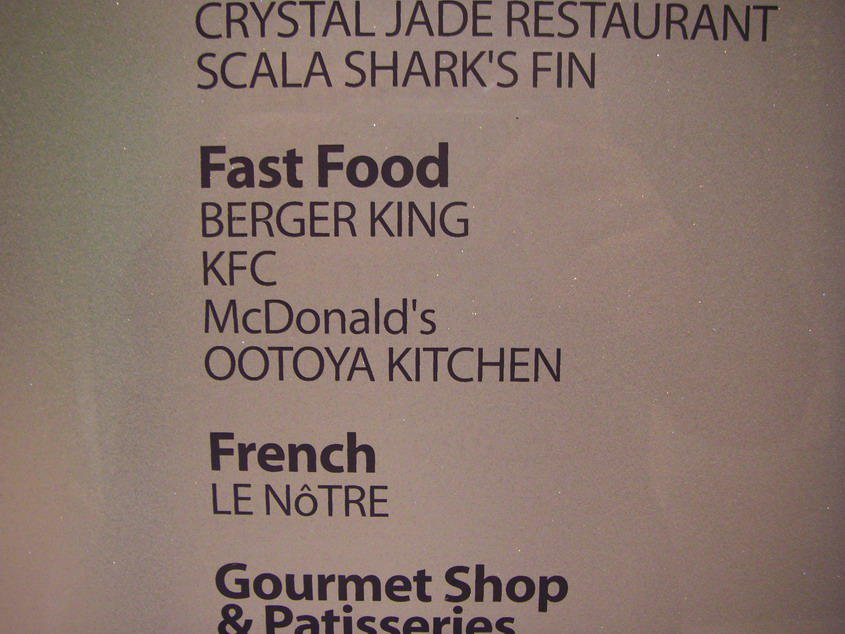 CRYSTAL JADE RESTAURANT
SCALA SHARK'S FIN
Fast Food
BERGER KING
KFC
McDonald's
OOTOYA KITCHEN
French
LE NôTRE
Gourmet Shop
& Patisseries